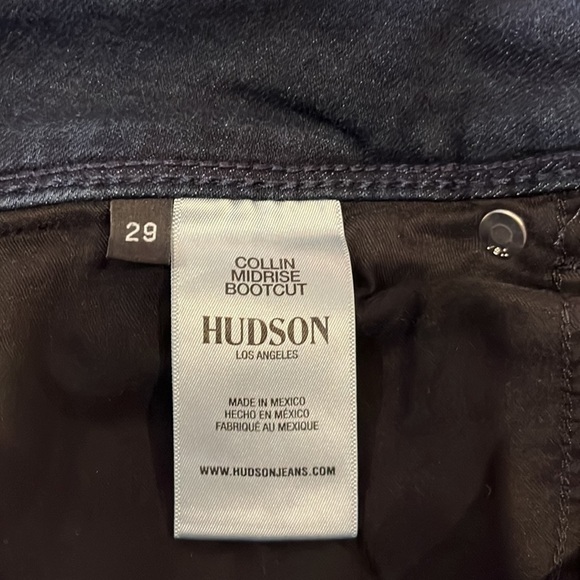 29
COLLIN
MIDRISE
BOOTCUT
HUDSON
LOS ANGELES
MADE IN MEXICO
HECHO EN MÉXICO
FABRIQUÉ AU MEXIQUE
WWW.HUDSONJEANS.COM